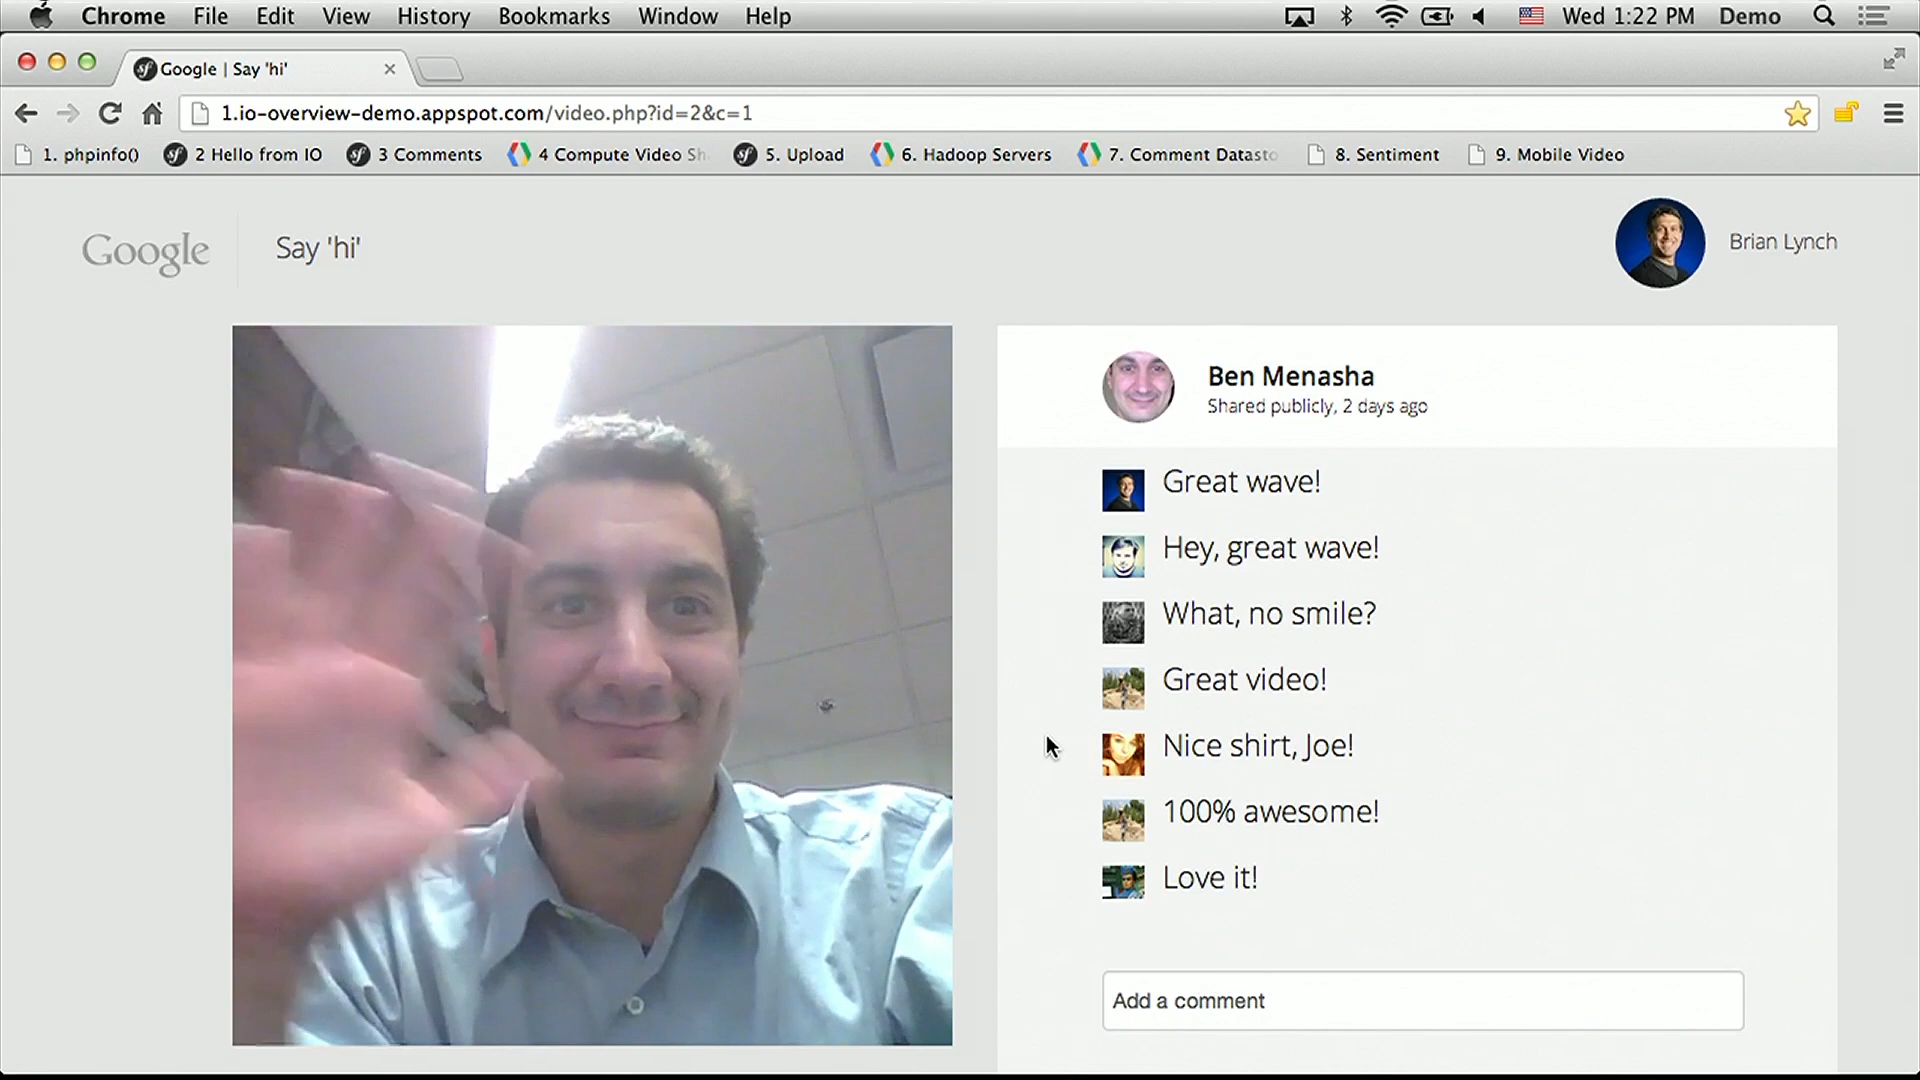 Chrome File Edit View History Bookmarks Window Help Wed 1:22 PM Demo
Google | Say 'hi'
1.io-overview-demo.appspot.com/video.php?id=2&c=1
1. phpinfo() 2 Hello from IO 3 Comments 4 Compute Video 5. Upload 6. Hadoop Servers 7. Comment 8. Sentiment 9. Mobile Video
Google Say 'hi' Brian Lynch
Ben Menasha
Shared publicly, 2 days ago
Great wave!
Hey, great wave!
What, no smile?
Great video!
Nice shirt, Joe!
100% awesome!
Love it!
Add a comment